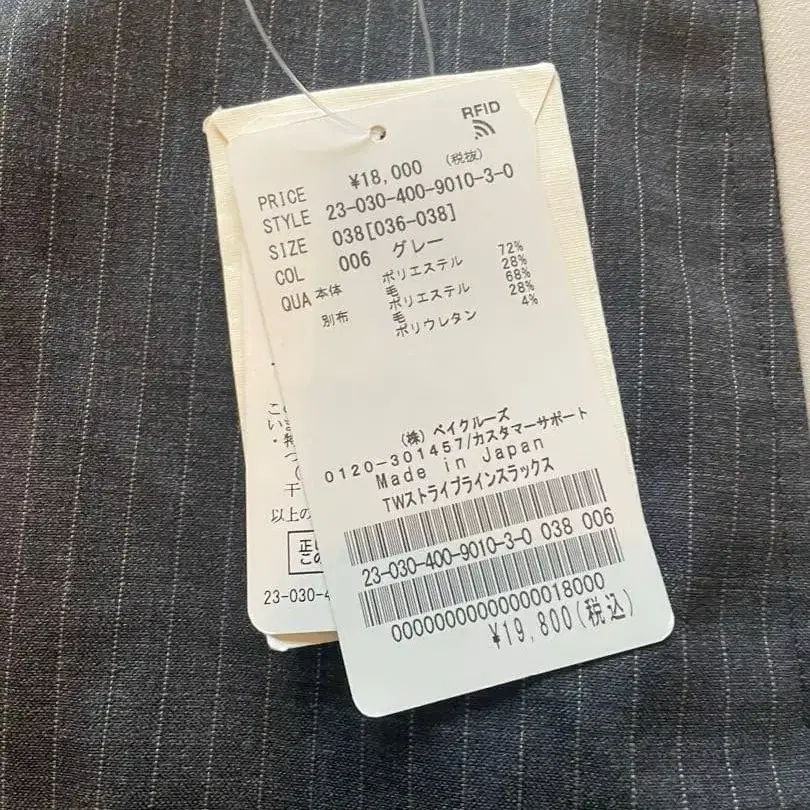 RFID
PRICE ¥18,000 (税抜)
STYLE 23-030-400-9010-3-0
SIZE 038[036-038]
COL 006 グレー
QUA 本体 ポリエステル 72%
毛 28%
別布 ポリエステル 68%
毛 28%
ポリウレタン 4%
(株) ベイクルーズ
0120-301457/カスタマーサポート
Made in Japan
TWストライプラインスラックス
23-030-400-9010-3-0 038 006
00000000000000018000
¥19,800(税込)
干
以上の
この
23-030-4